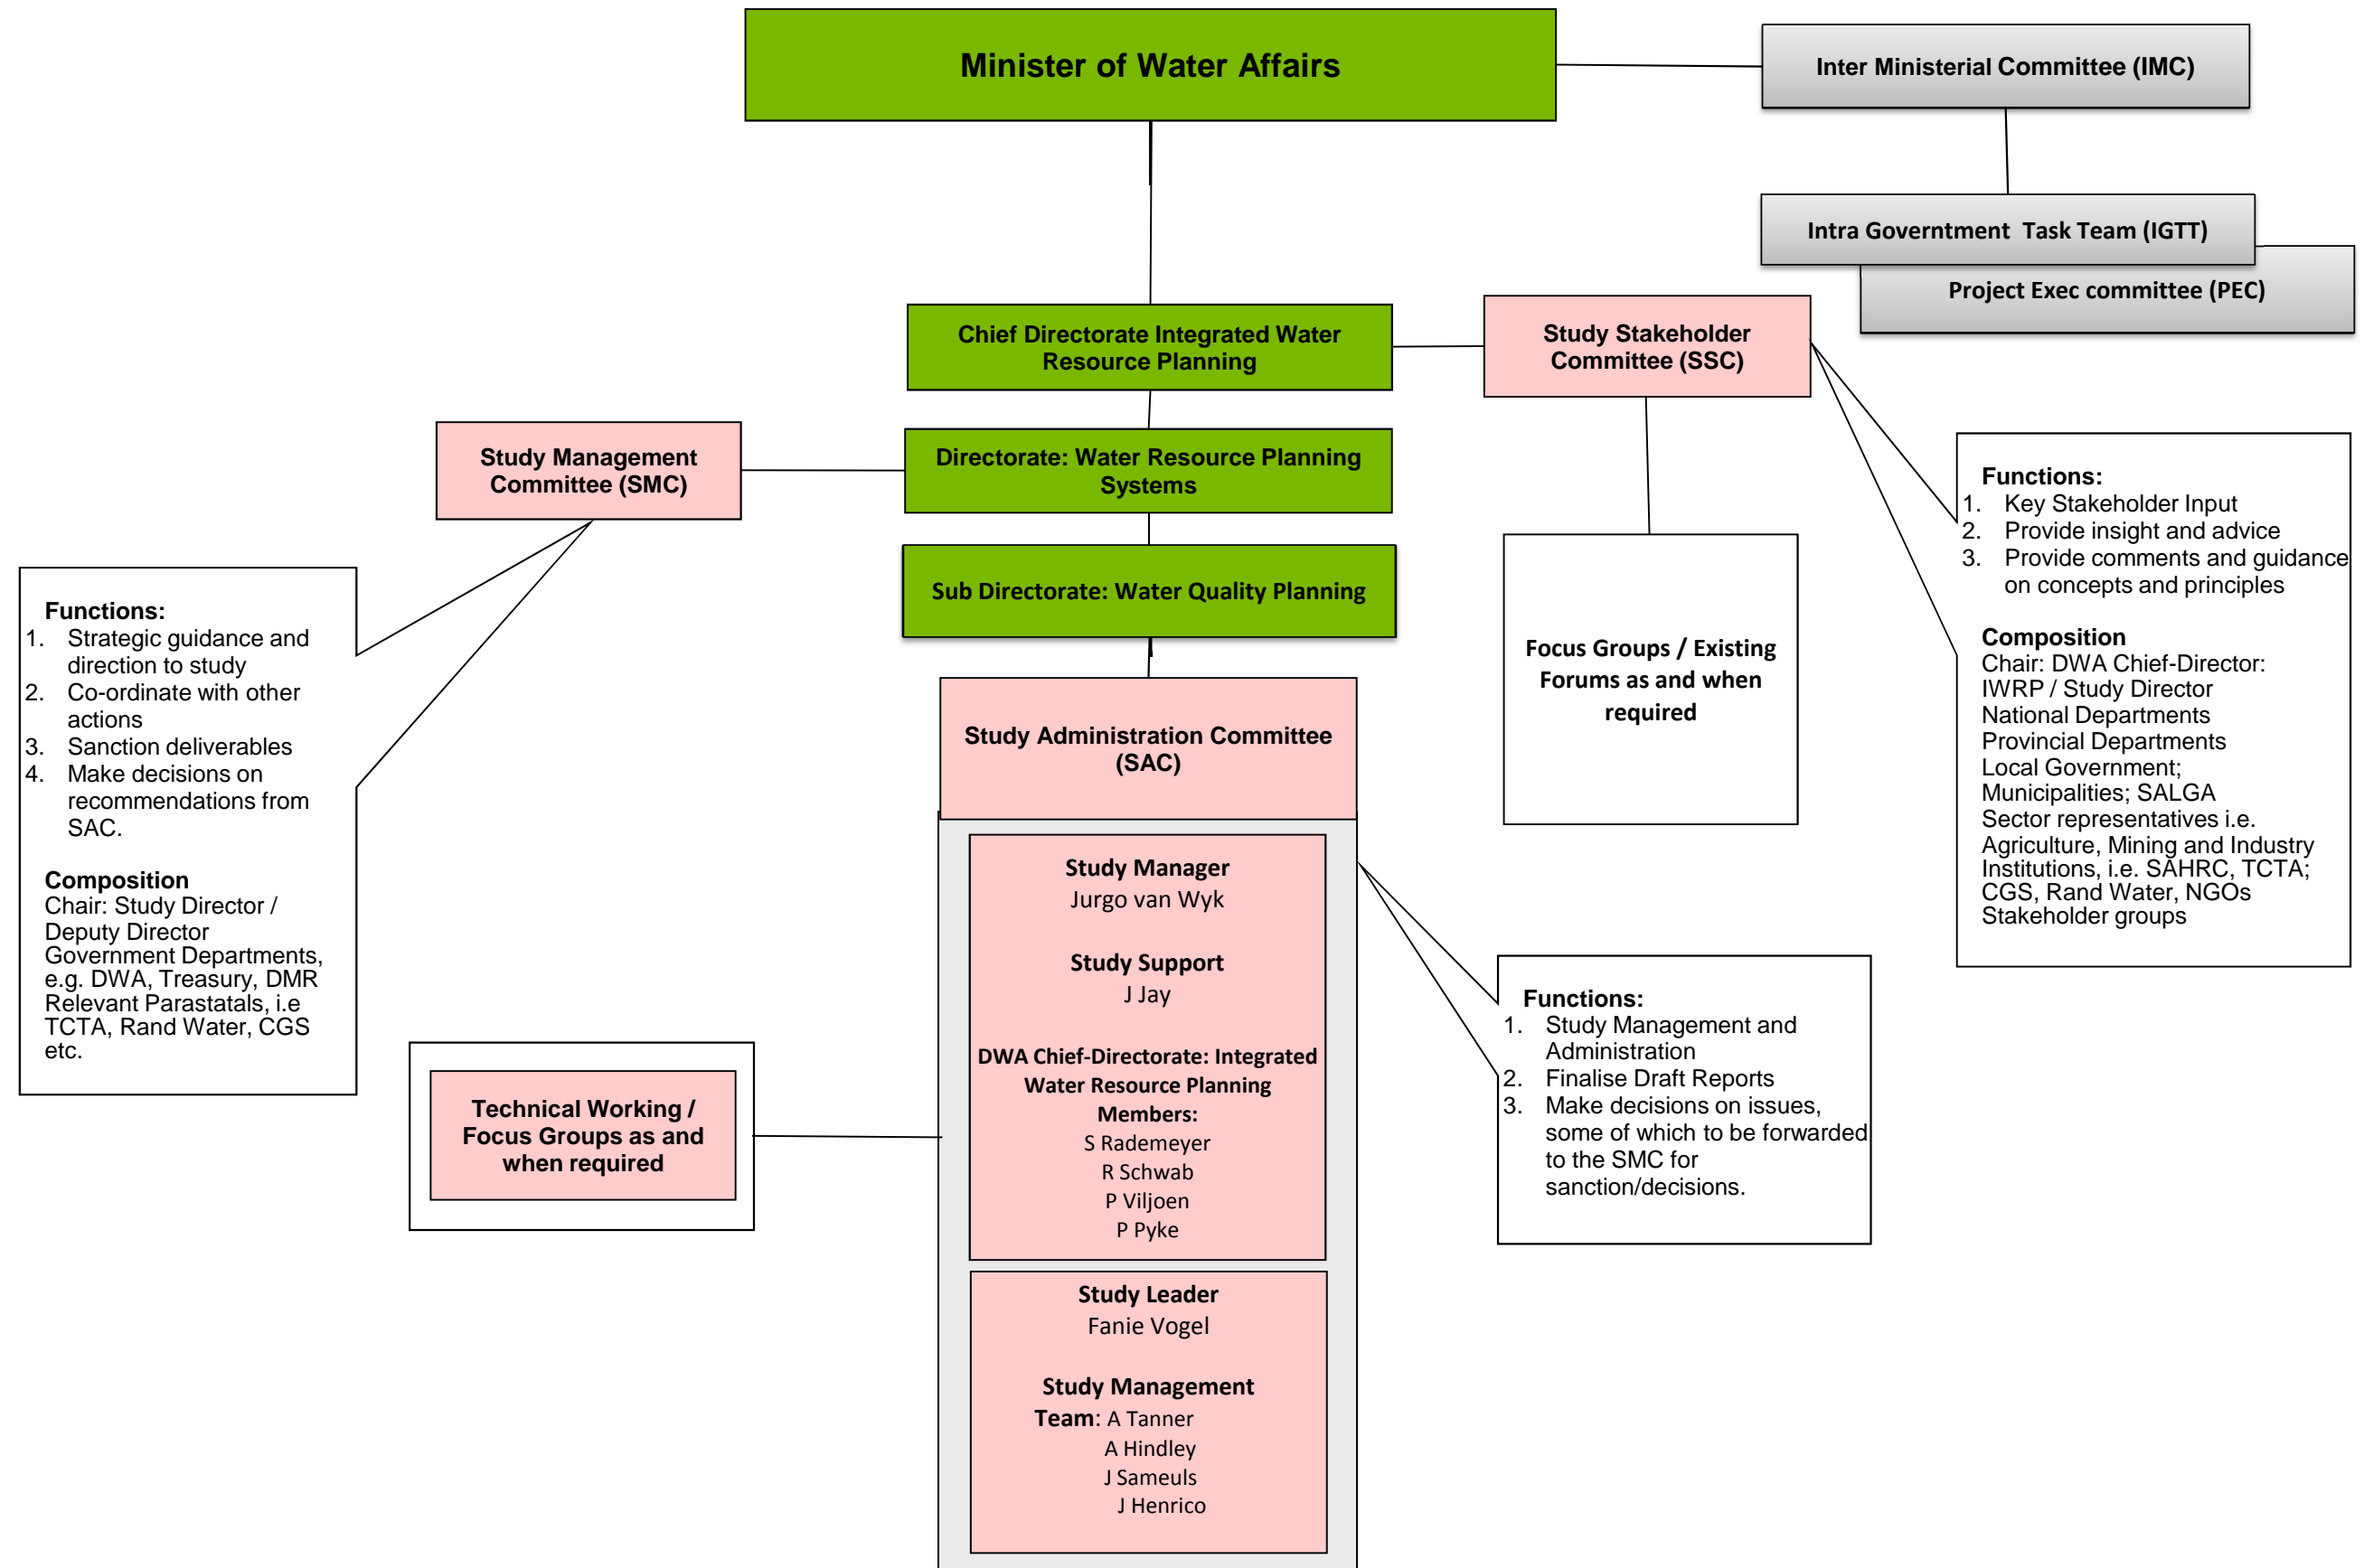 Minister of Water Affairs
Inter Ministerial Committee (IMC)
Intra Governtment  Task Team (IGTT)
Project Exec committee (PEC)
Chief Directorate Integrated Water
Resource Planning
Study Stakeholder
Committee (SSC)
Study Management
Committee (SMC)
Directorate: Water Resource Planning
Systems
Sub Directorate: Water Quality Planning
Functions:
1. Key Stakeholder Input
2. Provide insight and advice
3. Provide comments and guidance
on concepts and principles
Composition
Chair: DWA Chief-Director:
IWRP / Study Director
National Departments
Provincial Departments
Local Government;
Municipalities; SALGA
Sector representatives i.e.
Agriculture, Mining and Industry
Institutions, i.e. SAHRC, TCTA;
CGS, Rand Water, NGOs
Stakeholder groups
Focus Groups / Existing
Forums as and when
required
Functions:
1. Strategic guidance and
direction to study
2. Co-ordinate with other
actions
3. Sanction deliverables
4. Make decisions on
recommendations from
SAC.
Composition
Chair: Study Director /
Deputy Director
Government Departments,
e.g. DWA, Treasury, DMR
Relevant Parastatals, i.e
TCTA, Rand Water, CGS
etc.
Study Administration Committee
(SAC)
Study Manager
Jurgo van Wyk
Study Support
J Jay
DWA Chief-Directorate: Integrated
Water Resource Planning
Members:
S Rademeyer
R Schwab
P Viljoen
P Pyke
Functions:
1. Study Management and
Administration
2. Finalise Draft Reports
3. Make decisions on issues,
some of which to be forwarded
to the SMC for
sanction/decisions.
Technical Working /
Focus Groups as and
when required
Study Leader
Fanie Vogel
Study Management
Team: A Tanner
A Hindley
J Sameuls
J Henrico